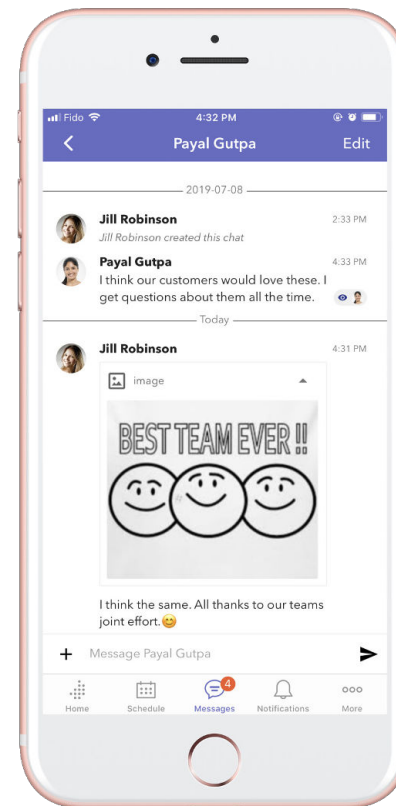 Fido
4:32 PM
Payal Gutpa
Edit
2019-07-08
Jill Robinson
2:33 PM
Jill Robinson created this chat
Payal Gutpa
4:33 PM
I think our customers would love these. I
get questions about them all the time.
Today
Jill Robinson
4:31 PM
image
BEST TEAM EVER !!
I think the same. All thanks to our teams
joint effort.😊
+ Message Payal Gutpa
4
Home
Schedule
Messages
Notifications
More